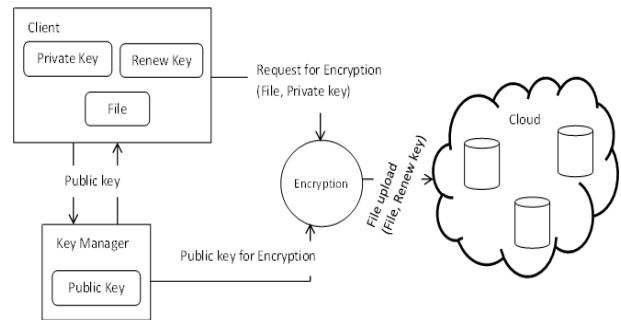 Client
Private Key
Renew Key
File
Request for Encryption
(File, Private key)
Public key
Key Manager
Public Key
Public key for Encryption
Encryption
File upload
(File, Renew key)
Cloud